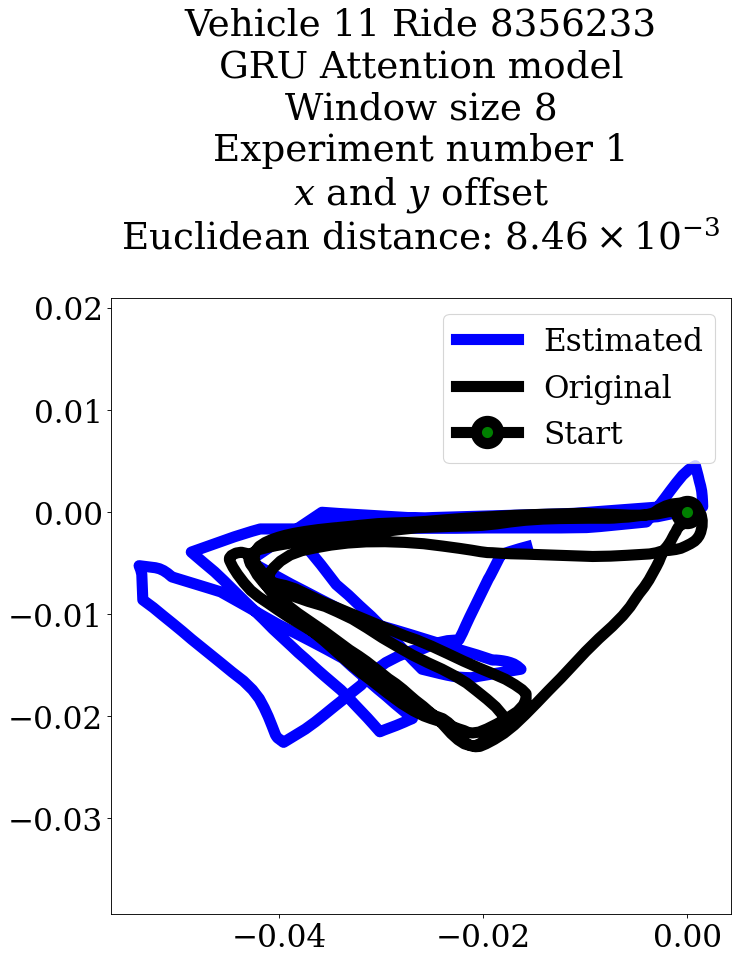 Vehicle 11 Ride 8356233
GRU Attention model
Window size 8
Experiment number 1
x and y offset
Euclidean distance: 8.46 × 10⁻³
Estimated
Original
Start
0.02
0.01
0.00
−0.01
−0.02
−0.03
−0.04
−0.02
0.00